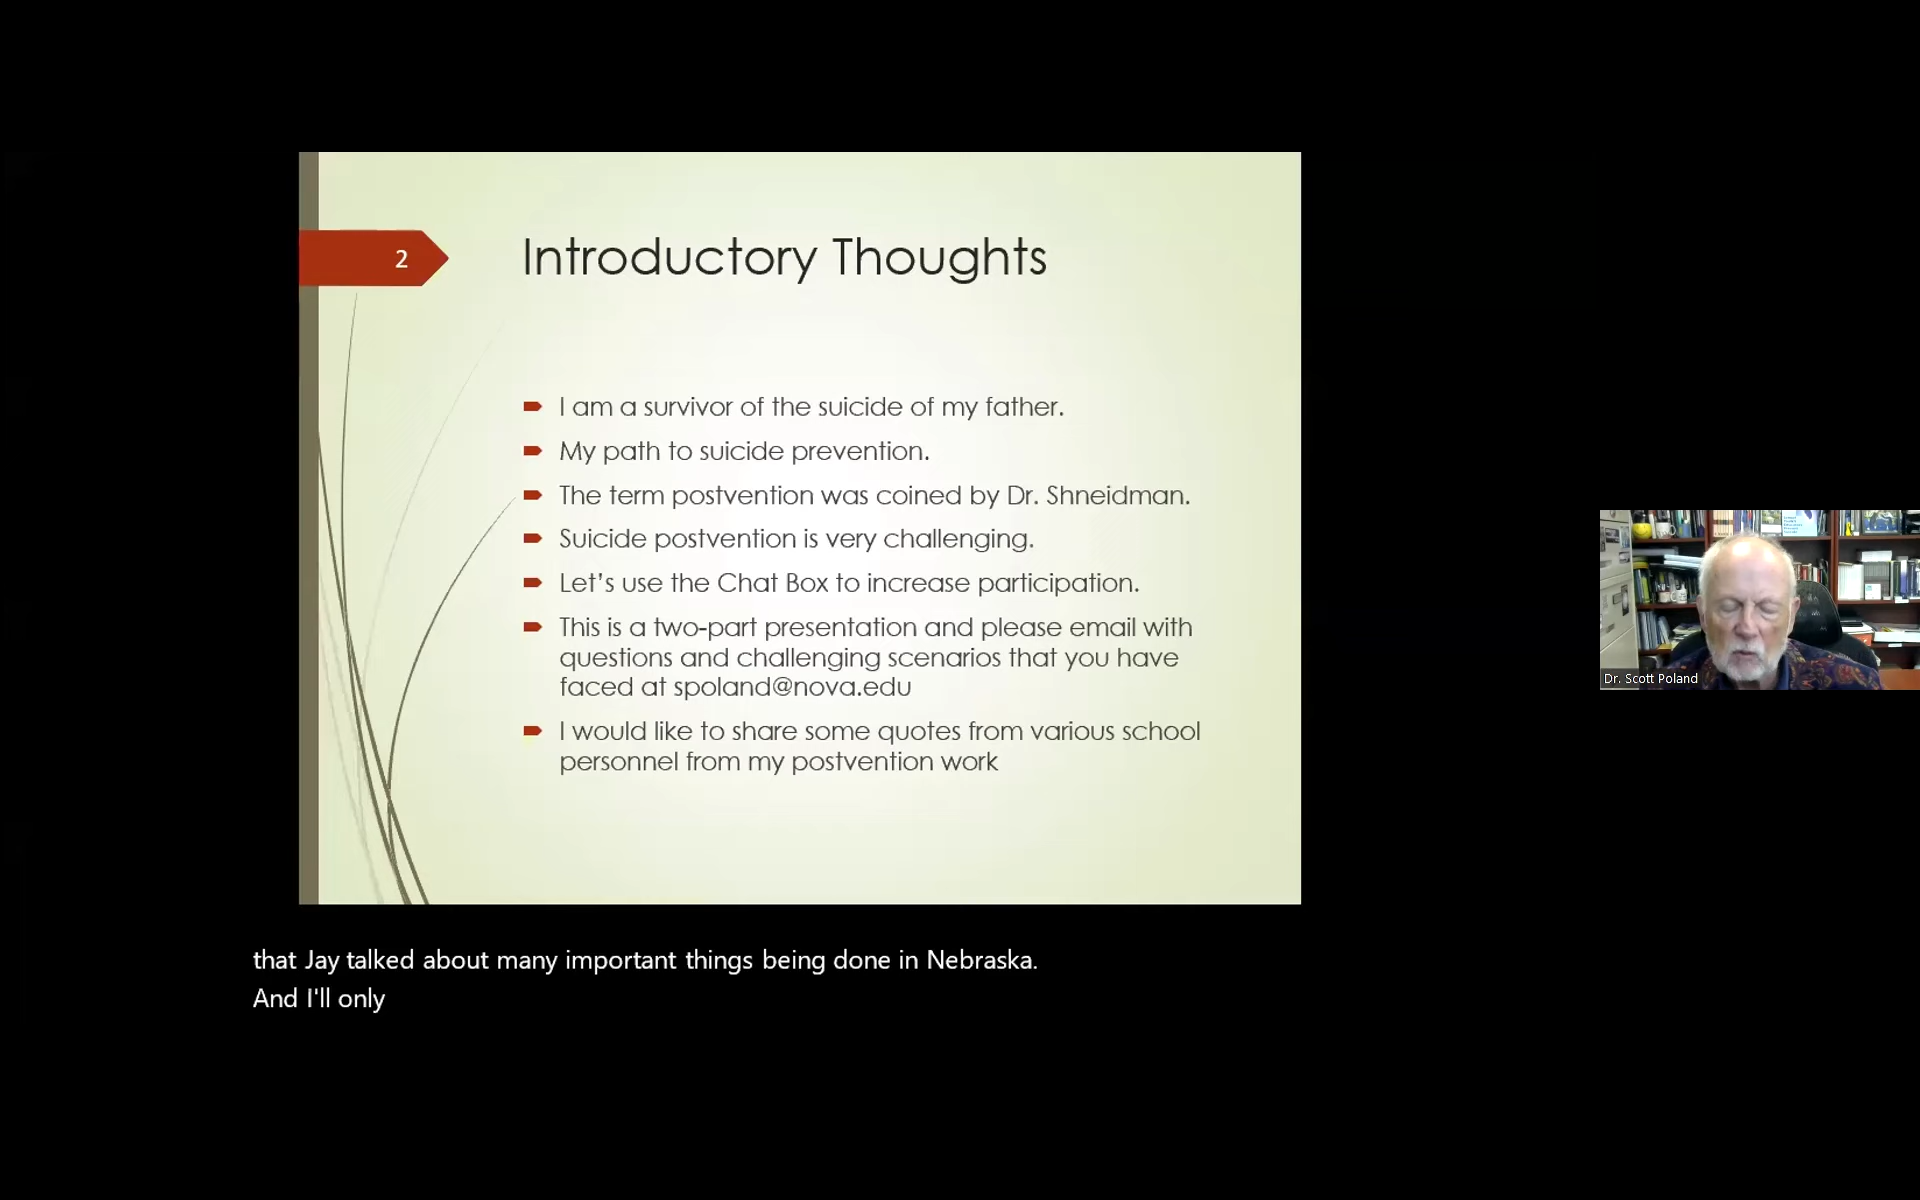 2
Introductory Thoughts
I am a survivor of the suicide of my father.
My path to suicide prevention.
The term postvention was coined by Dr. Shneidman.
Suicide postvention is very challenging.
Let's use the Chat Box to increase participation.
This is a two-part presentation and please email with
questions and challenging scenarios that you have
faced at spoland@nova.edu
I would like to share some quotes from various school
personnel from my postvention work
Dr. Scott Poland
that Jay talked about many important things being done in Nebraska.
And I'll only